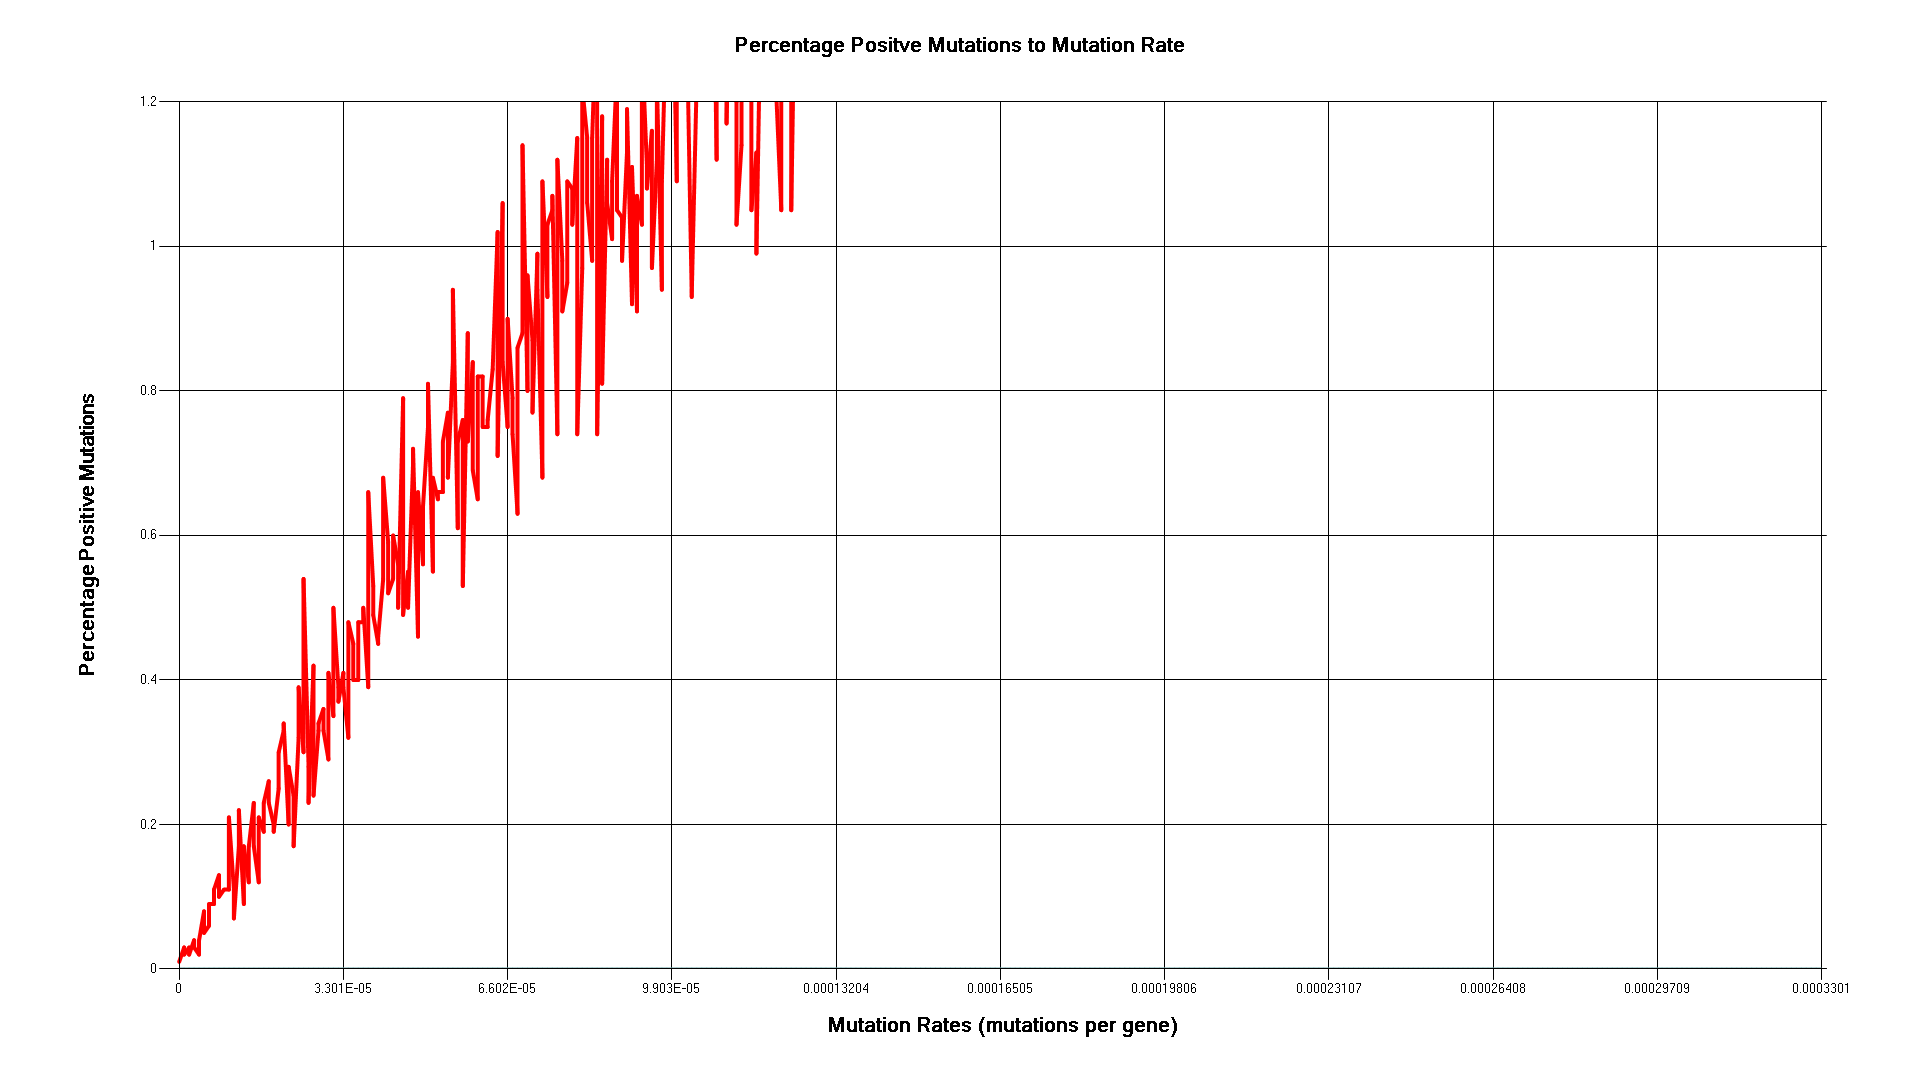 Percentage Positve Mutations to Mutation Rate
1.2
1
0.8
0.6
0.4
0.2
0
Percentage Positive Mutations
0 3.301E-05 6.602E-05 9.903E-05 0.00013204 0.00016505 0.00019806 0.00023107 0.00026408 0.00029709 0.0003301
Mutation Rates (mutations per gene)